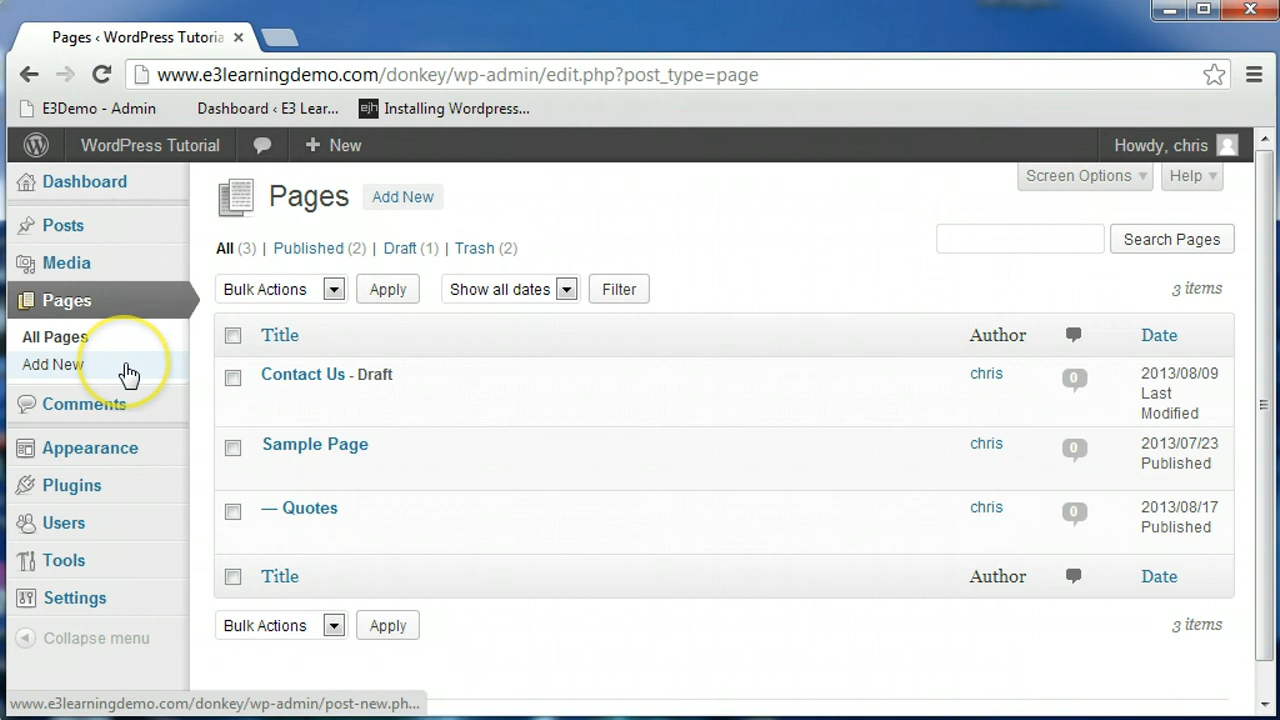 Pages ‹ WordPress Tutoria
www.e3learningdemo.com/donkey/wp-admin/edit.php?post_type=page
E3Demo - Admin Dashboard ‹ E3 Lear... ejh Installing Wordpress...
WordPress Tutorial + New Howdy, chris
Dashboard
Posts
Media
Pages
All Pages
Add New
Comments
Appearance
Plugins
Users
Tools
Settings
Collapse menu
Screen Options Help
Pages Add New
All (3) | Published (2) | Draft (1) | Trash (2)
Search Pages
Bulk Actions Apply Show all dates Filter 3 items
Title Author Date
Contact Us - Draft chris 0 2013/08/09
Last
Modified
Sample Page chris 0 2013/07/23
Published
— Quotes chris 0 2013/08/17
Published
Title Author Date
Bulk Actions Apply 3 items
www.e3learningdemo.com/donkey/wp-admin/post-new.ph...